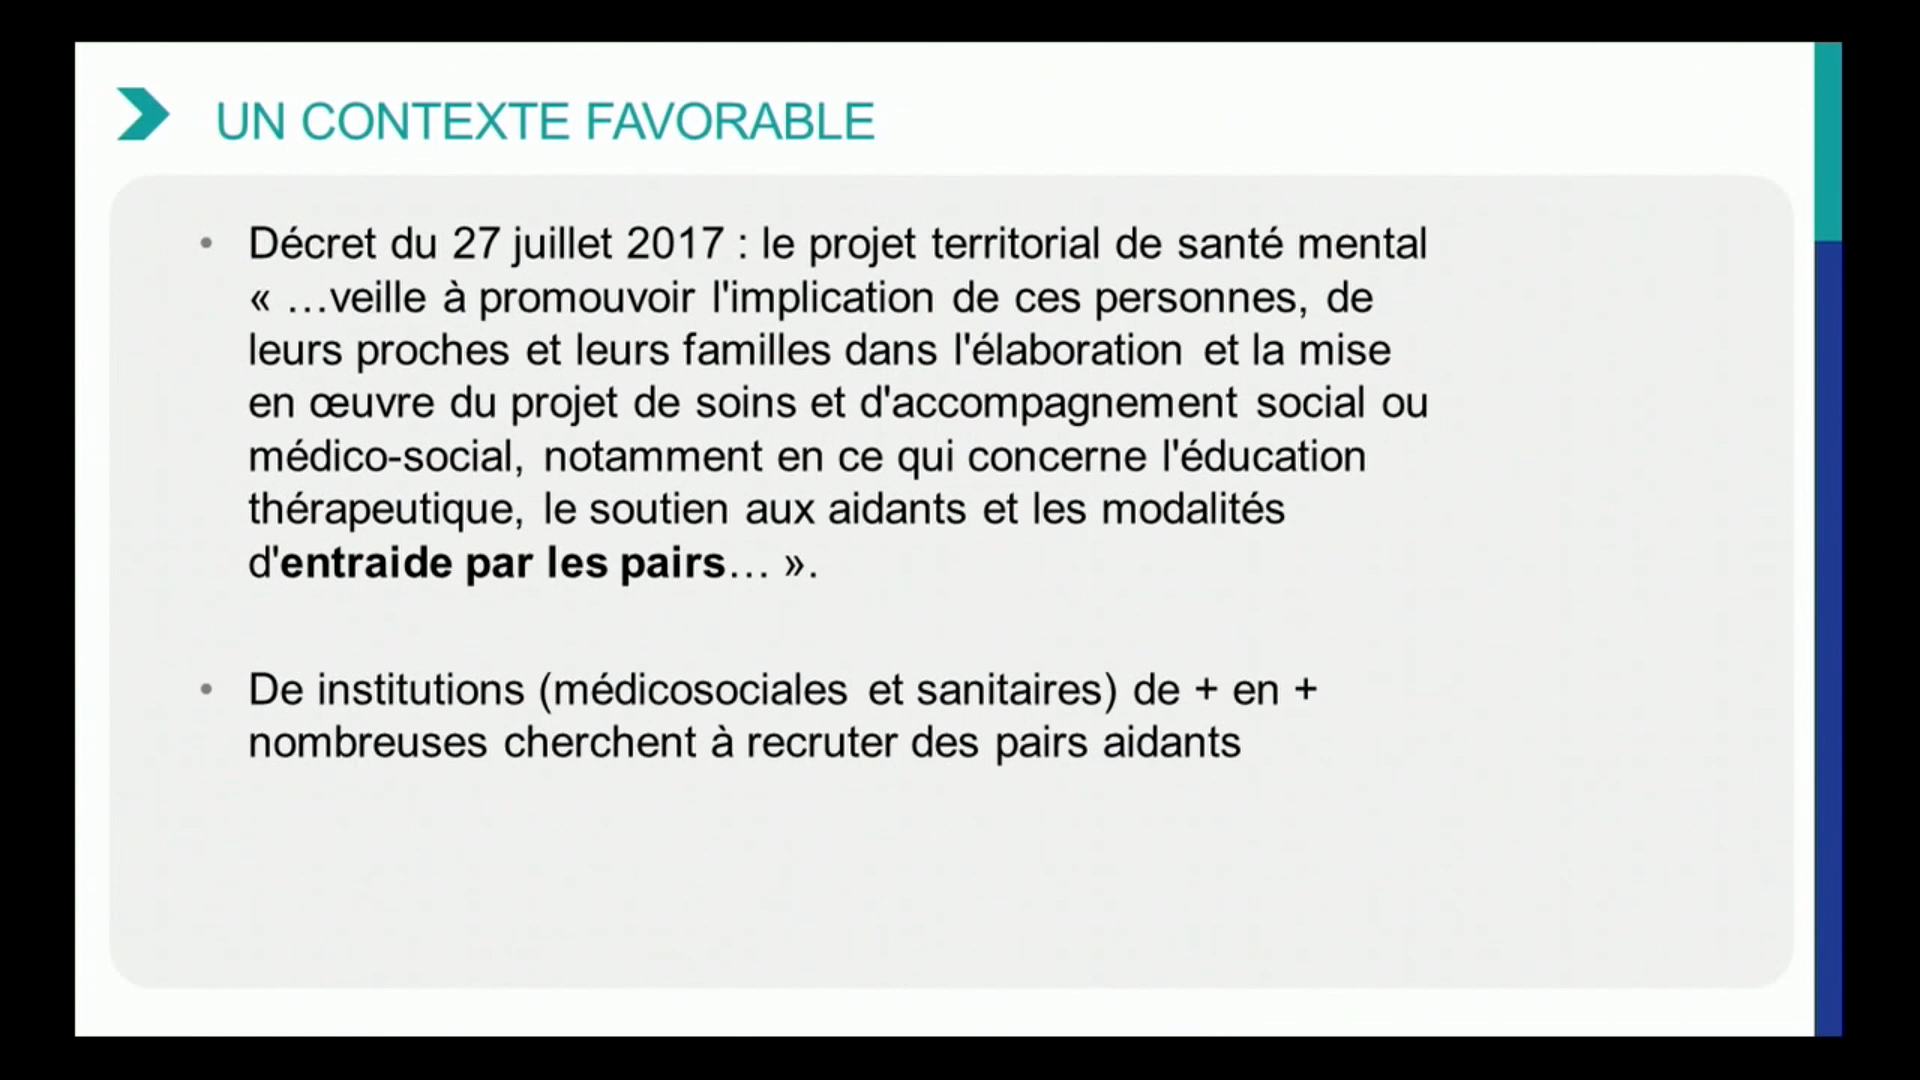 UN CONTEXTE FAVORABLE
• Décret du 27 juillet 2017 : le projet territorial de santé mental
« …veille à promouvoir l'implication de ces personnes, de
leurs proches et leurs familles dans l'élaboration et la mise
en œuvre du projet de soins et d'accompagnement social ou
médico-social, notamment en ce qui concerne l'éducation
thérapeutique, le soutien aux aidants et les modalités
d'entraide par les pairs… ».
• De institutions (médicosociales et sanitaires) de + en +
nombreuses cherchent à recruter des pairs aidants